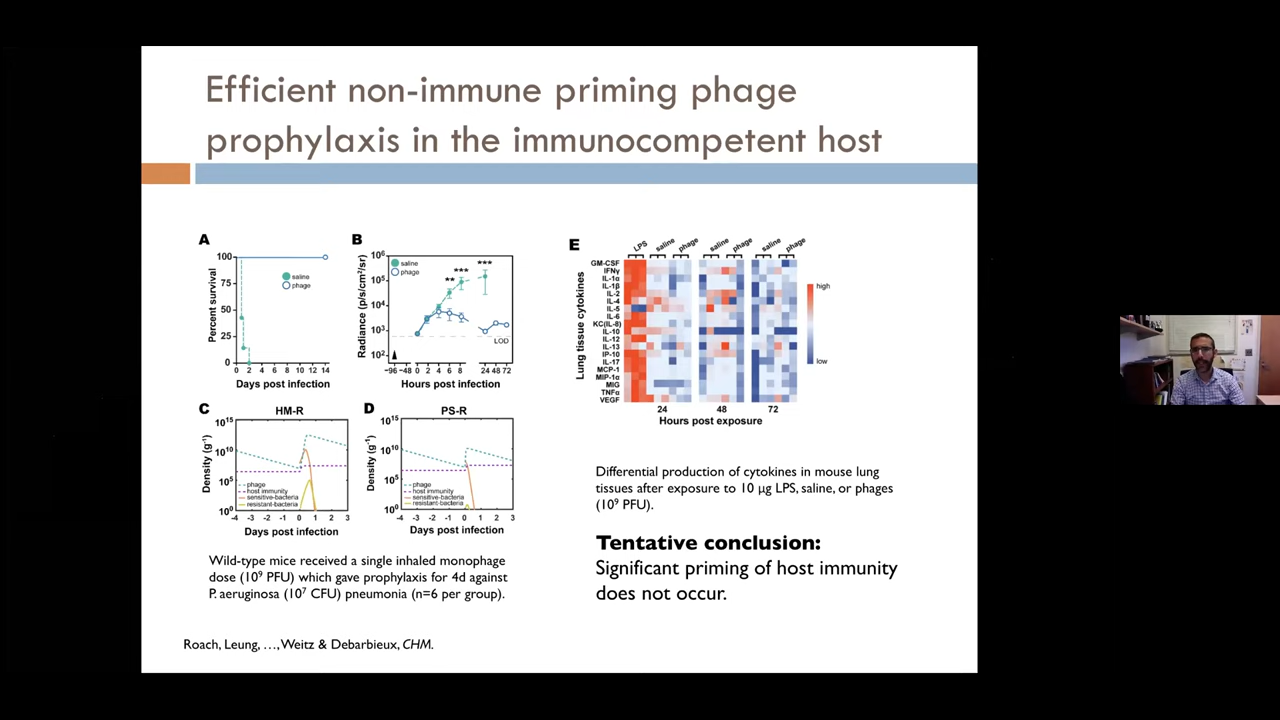 Efficient non-immune priming phage
prophylaxis in the immunocompetent host
A
100
75
50
25
0
Percent survival
saline
phage
0 2 4 6 8 10 12 14
Days post infection
B
10⁶
10⁵
10⁴
10³
10²
Radiance (p/s/cm²/sr)
saline
phage
** *** ***
LOD
−96 −48 0 2 4 6 8 24 48 72
Hours post infection
C
HM-R
10¹⁵
10¹⁰
10⁵
10⁰
Density (g⁻¹)
phage
host immunity
sensitive-bacteria
resistant-bacteria
-4 -3 -2 -1 0 1 2 3
Days post infection
D
PS-R
10¹⁵
10¹⁰
10⁵
10⁰
Density (g⁻¹)
phage
host immunity
sensitive-bacteria
resistant-bacteria
-4 -3 -2 -1 0 1 2 3
Days post infection
Wild-type mice received a single inhaled monophage
dose (10⁹ PFU) which gave prophylaxis for 4d against
P. aeruginosa (10⁷ CFU) pneumonia (n=6 per group).
E
LPS saline phage saline phage saline phage
Lung tissue cytokines
GM-CSF
IFNγ
IL-1α
IL-1β
IL-2
IL-4
IL-5
IL-6
KC(IL-8)
IL-10
IL-12
IL-13
IP-10
IL-17
MCP-1
MIP-1α
MIG
TNFα
VEGF
high
low
24 48 72
Hours post exposure
Differential production of cytokines in mouse lung
tissues after exposure to 10 µg LPS, saline, or phages
(10⁹ PFU).
Tentative conclusion:
Significant priming of host immunity
does not occur.
Roach, Leung, …, Weitz & Debarbieux, CHM.